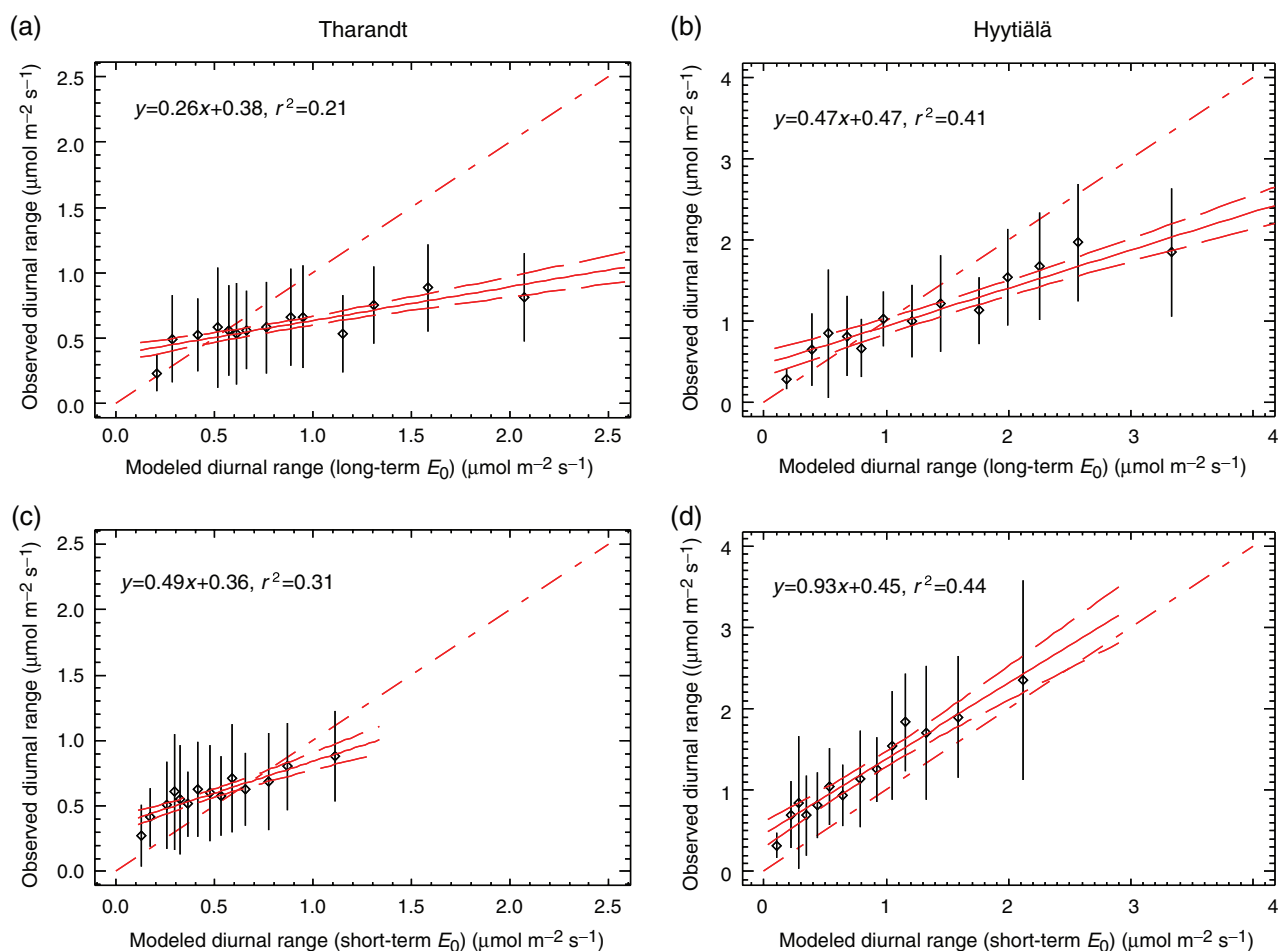 (a)
Tharandt
2.5
2.0
1.5
1.0
0.5
0.0
y=0.26x+0.38, r²=0.21
Observed diurnal range (μmol m⁻² s⁻¹)
0.0 0.5 1.0 1.5 2.0 2.5
Modeled diurnal range (long-term E₀) (μmol m⁻² s⁻¹)
(b)
Hyytiälä
4
3
2
1
0
y=0.47x+0.47, r²=0.41
Observed diurnal range (μmol m⁻² s⁻¹)
0 1 2 3 4
Modeled diurnal range (long-term E₀) (μmol m⁻² s⁻¹)
(c)
2.5
2.0
1.5
1.0
0.5
0.0
y=0.49x+0.36, r²=0.31
Observed diurnal range (μmol m⁻² s⁻¹)
0.0 0.5 1.0 1.5 2.0 2.5
Modeled diurnal range (short-term E₀) (μmol m⁻² s⁻¹)
(d)
4
3
2
1
0
y=0.93x+0.45, r²=0.44
Observed diurnal range ((μmol m⁻² s⁻¹)
0 1 2 3 4
Modeled diurnal range (short-term E₀) (μmol m⁻² s⁻¹)